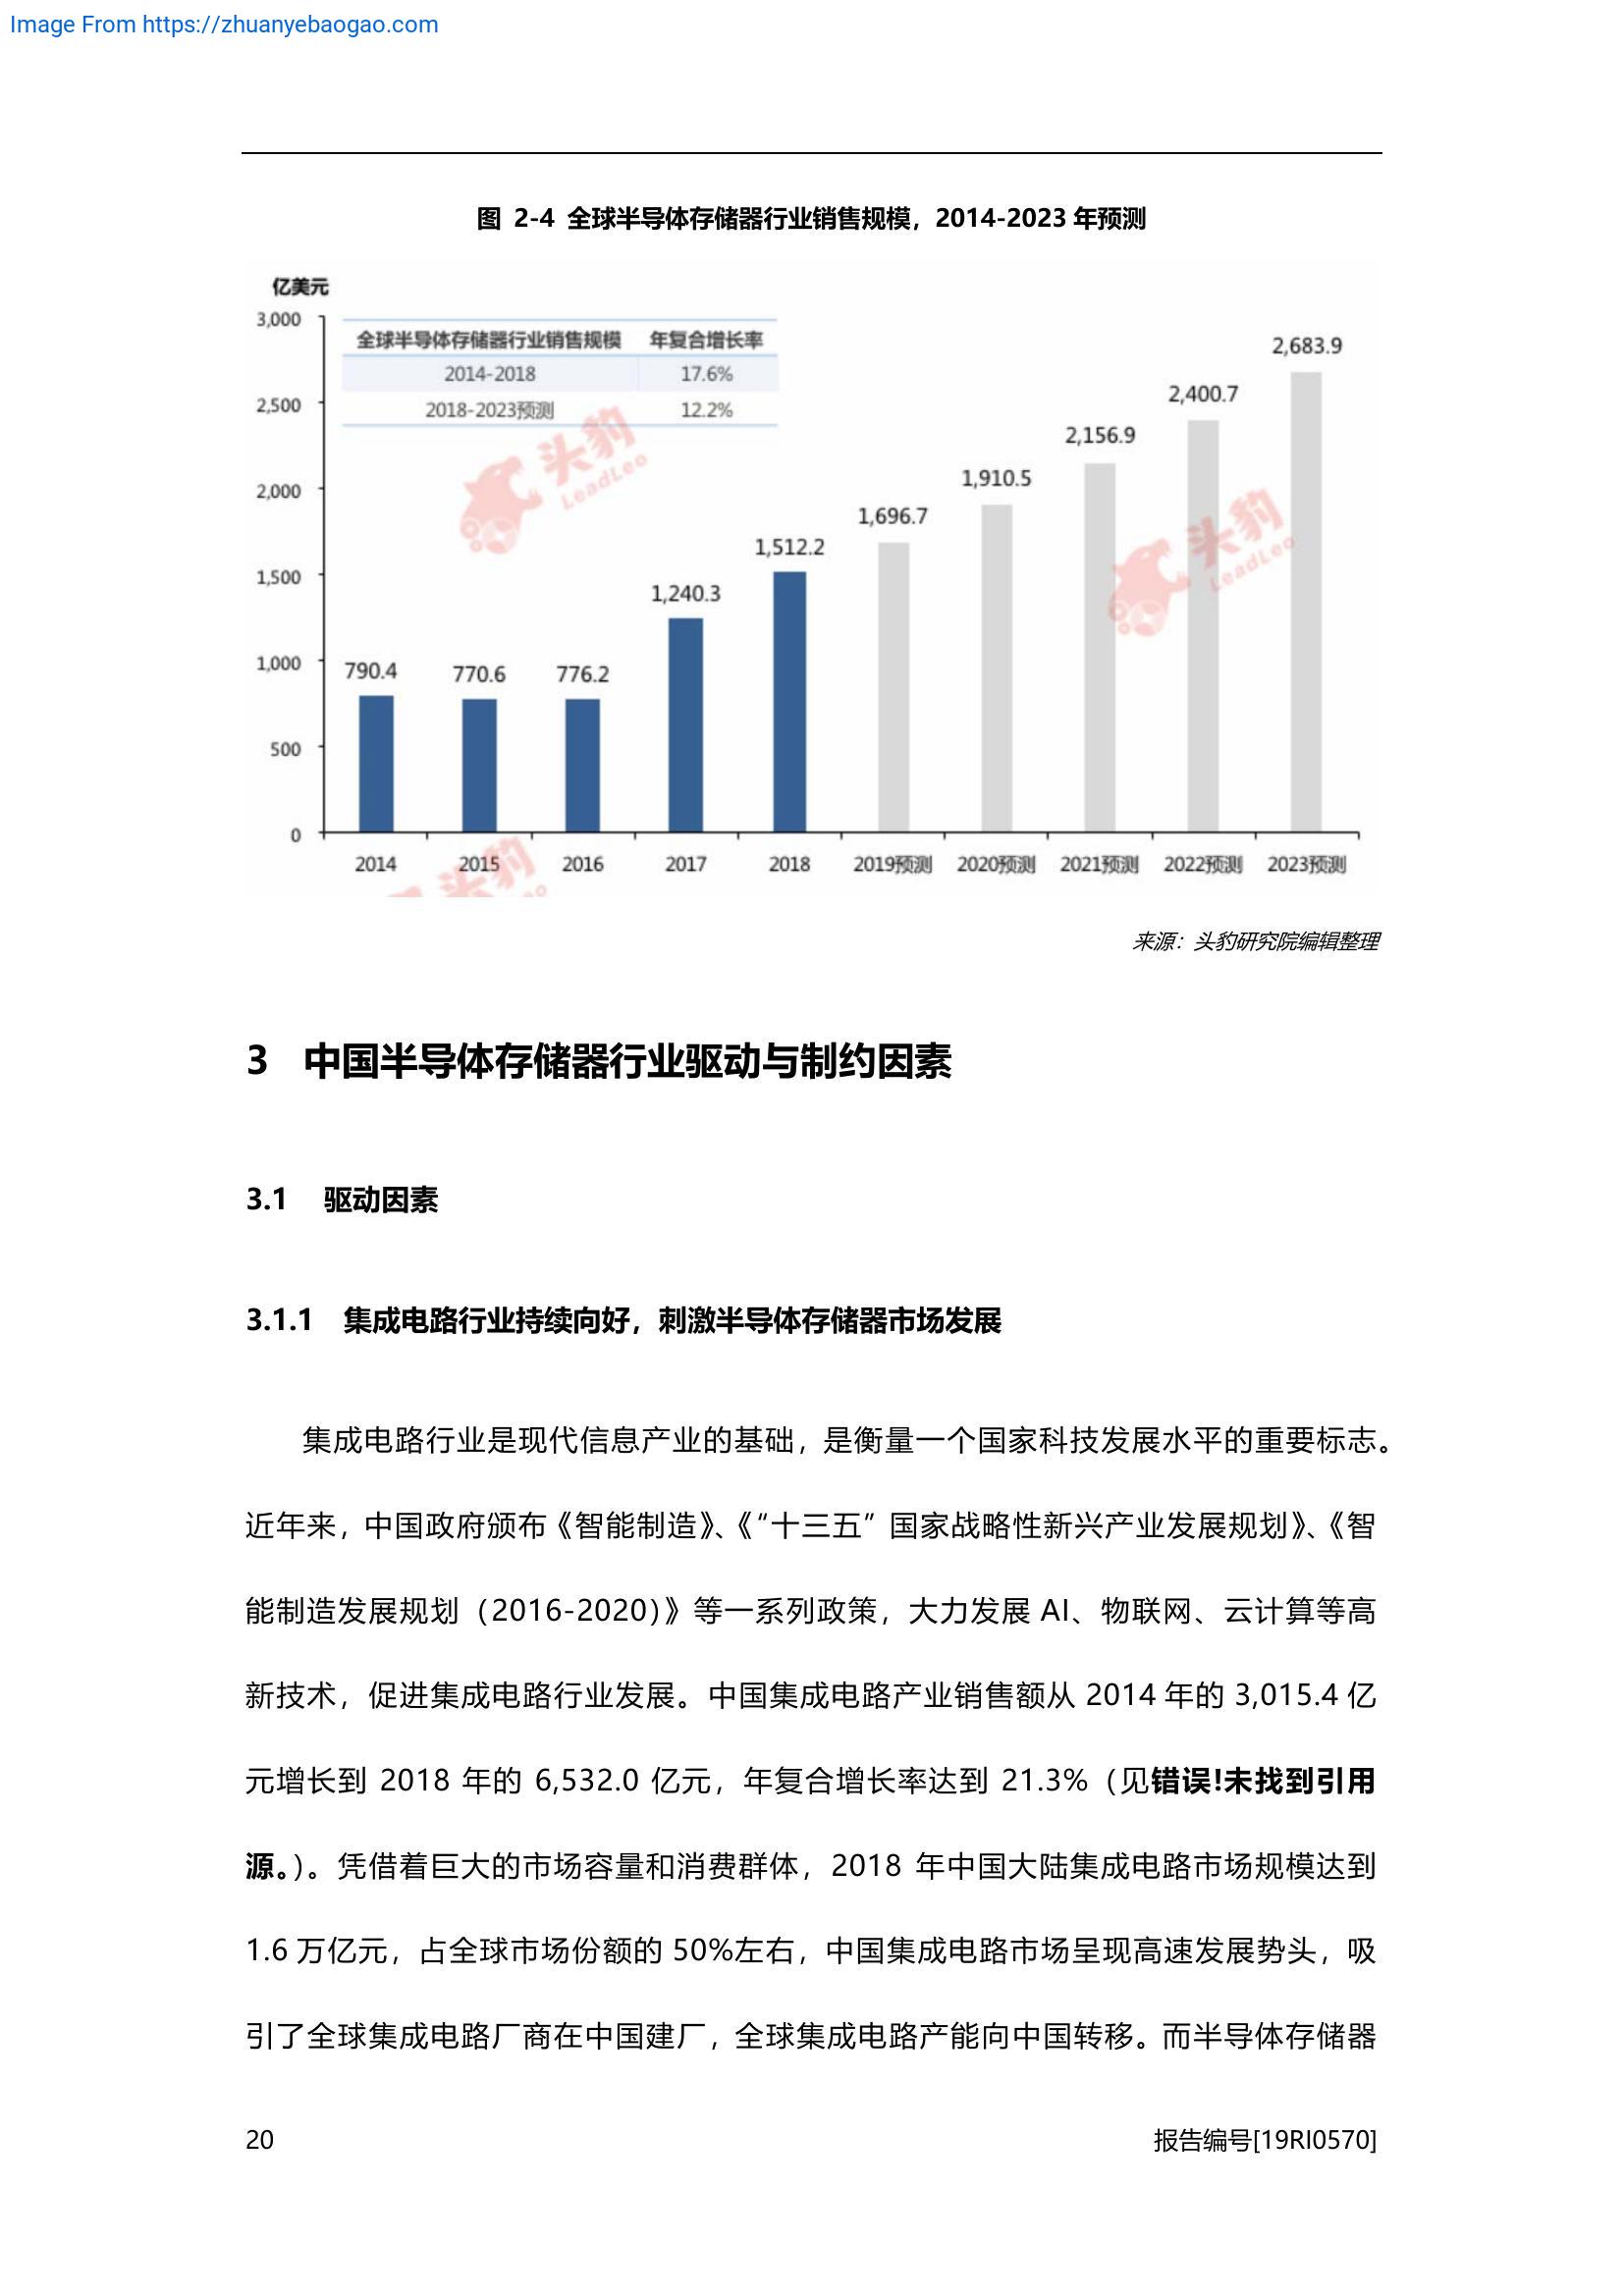 Image From https://zhuanyebaogao.com
图 2-4 全球半导体存储器行业销售规模，2014-2023 年预测
亿美元
3,000
2,500
2,000
1,500
1,000
500
0
全球半导体存储器行业销售规模 年复合增长率
2014-2018 17.6%
2018-2023预测 12.2%
790.4
770.6
776.2
1,240.3
1,512.2
1,696.7
1,910.5
2,156.9
2,400.7
2,683.9
头豹
LeadLeo
头豹
LeadLeo
头豹
2014 2015 2016 2017 2018 2019预测 2020预测 2021预测 2022预测 2023预测
来源：头豹研究院编辑整理
3 中国半导体存储器行业驱动与制约因素
3.1 驱动因素
3.1.1 集成电路行业持续向好，刺激半导体存储器市场发展
集成电路行业是现代信息产业的基础，是衡量一个国家科技发展水平的重要标志。
近年来，中国政府颁布《智能制造》、《“十三五”国家战略性新兴产业发展规划》、《智
能制造发展规划（2016-2020）》等一系列政策，大力发展 AI、物联网、云计算等高
新技术，促进集成电路行业发展。中国集成电路产业销售额从 2014 年的 3,015.4 亿
元增长到 2018 年的 6,532.0 亿元，年复合增长率达到 21.3%（见错误!未找到引用
源。）。凭借着巨大的市场容量和消费群体，2018 年中国大陆集成电路市场规模达到
1.6 万亿元，占全球市场份额的 50%左右，中国集成电路市场呈现高速发展势头，吸
引了全球集成电路厂商在中国建厂，全球集成电路产能向中国转移。而半导体存储器
20 报告编号[19RI0570]